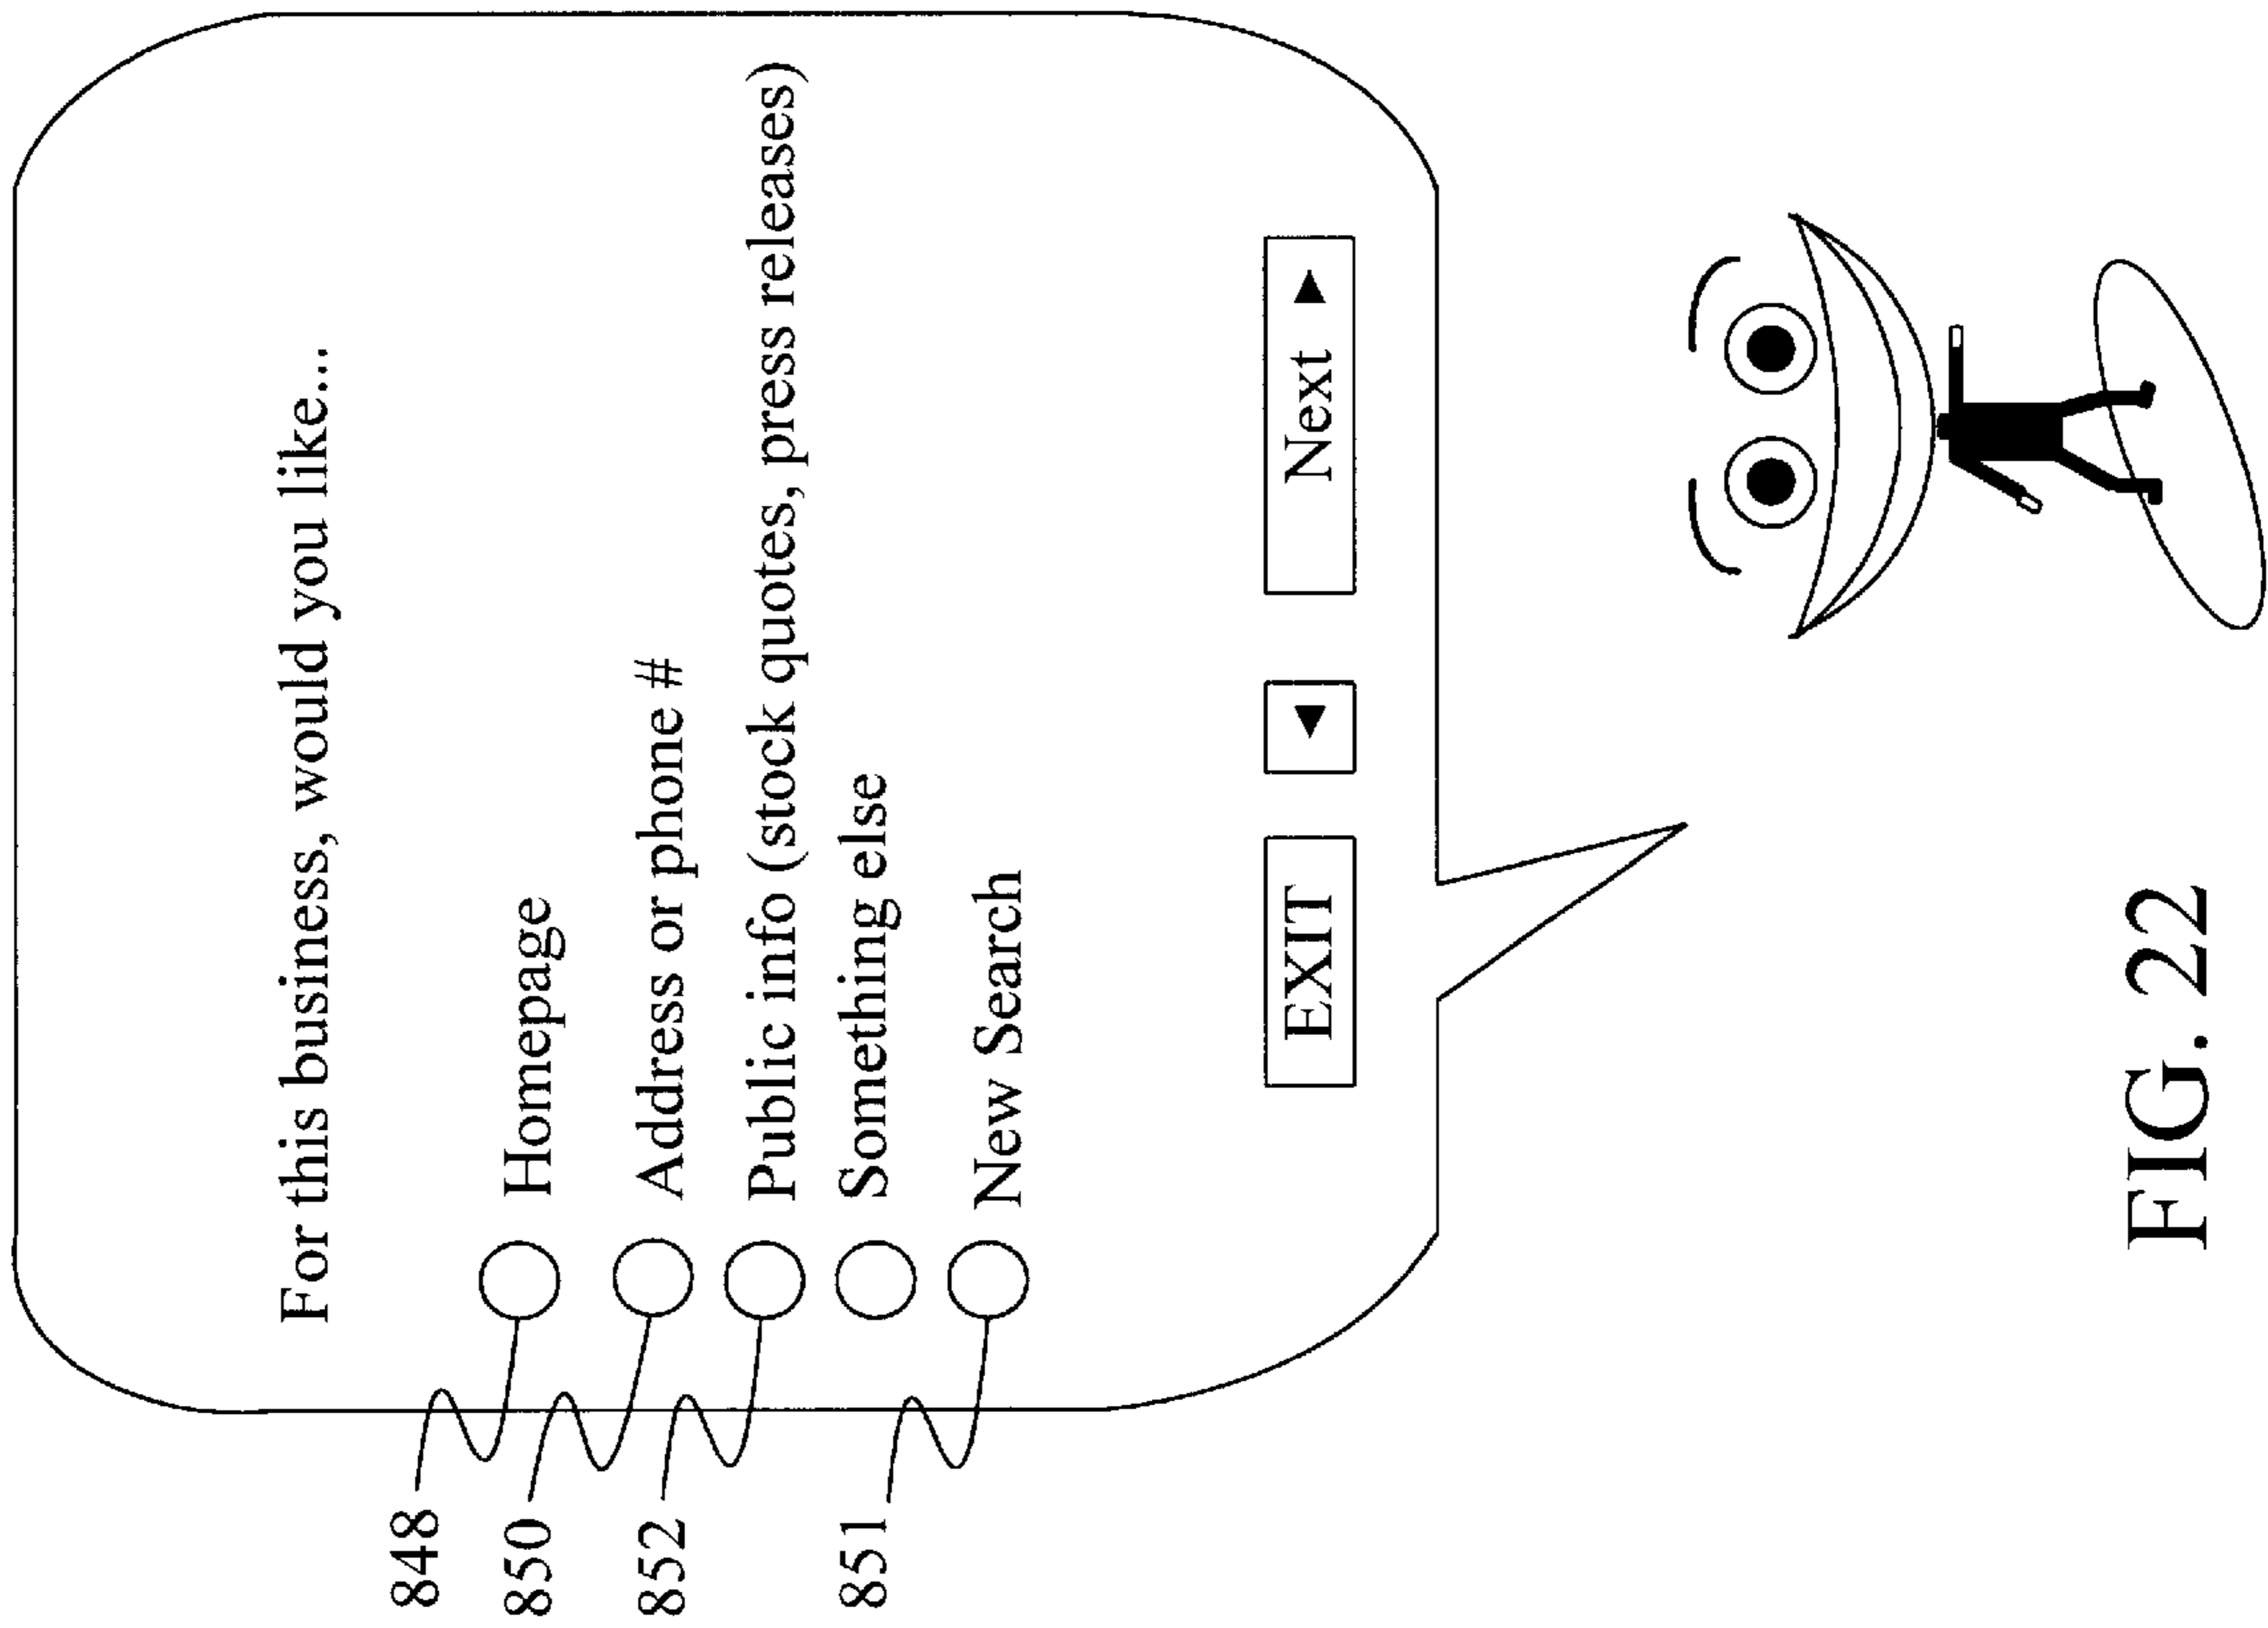 For this business, would you like...
848 Homepage
850 Address or phone #
852 Public info (stock quotes, press releases)
Something else
851 New Search
EXIT ◄ Next ►
FIG. 22